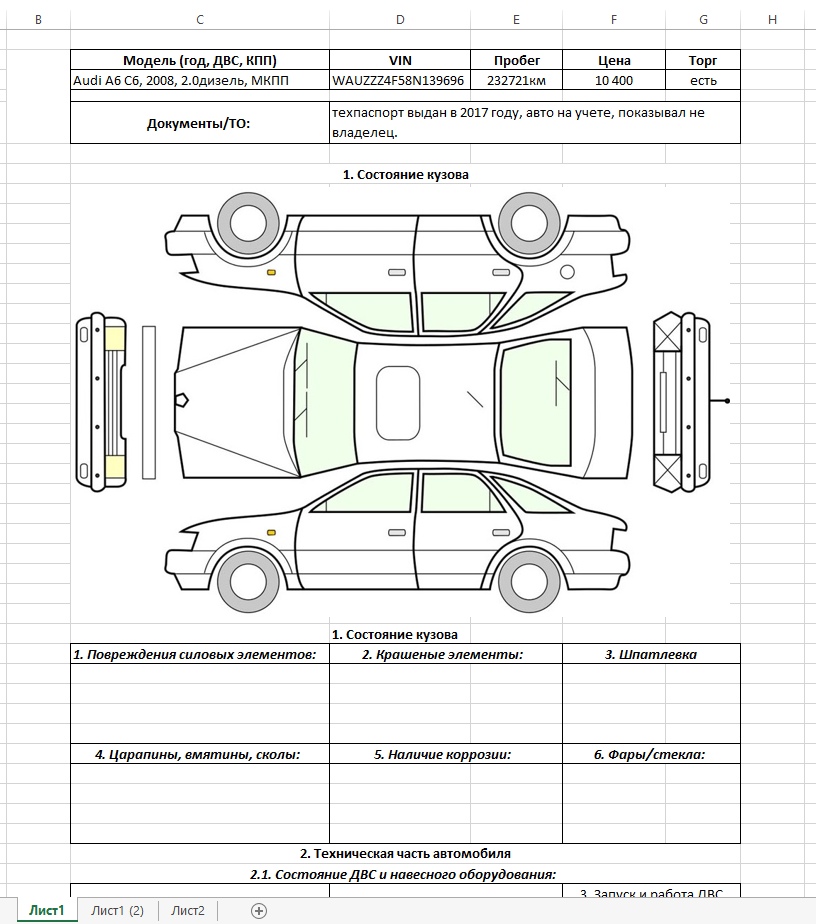 B C D E F G H
Модель (год, ДВС, КПП) VIN Пробег Цена Торг
Audi A6 C6, 2008, 2.0дизель, МКПП WAUZZZ4F58N139696 232721км 10 400 есть
Документы/ТО: техпаспорт выдан в 2017 году, авто на учете, показывал не
владелец.
1. Состояние кузова
1. Состояние кузова
1. Повреждения силовых элементов: 2. Крашеные элементы: 3. Шпатлевка
4. Царапины, вмятины, сколы: 5. Наличие коррозии: 6. Фары/стекла:
2. Техническая часть автомобиля
2.1. Состояние ДВС и навесного оборудования:
3. Запуск и работа ДВС
Лист1 Лист1 (2) Лист2